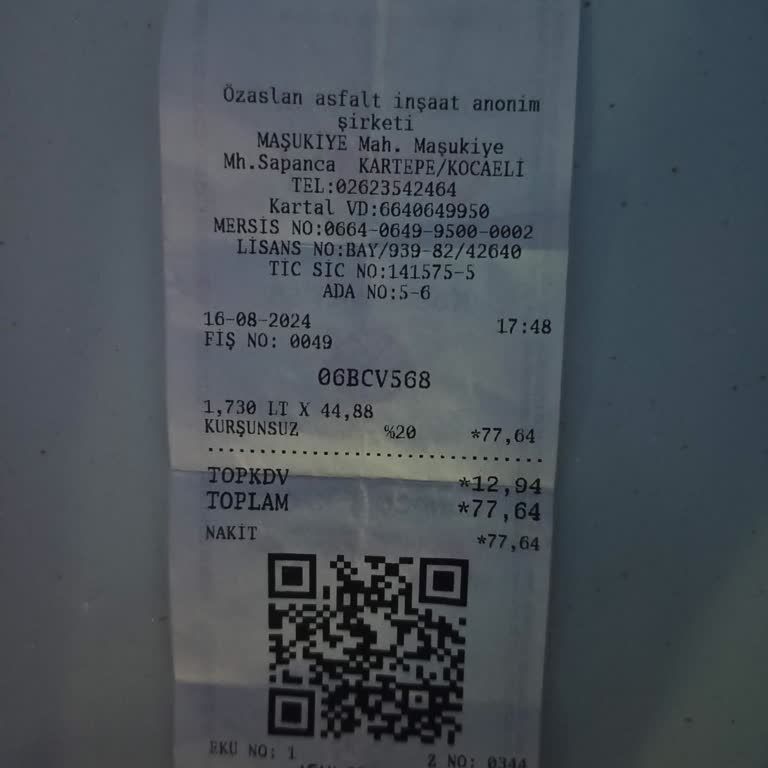 Özaslan asfalt inşaat anonim
şirketi
MAŞUKIYE Mah. Maşukiye
Mh.Sapanca KARTEPE/KOCAELİ
TEL:02623542464
Kartal VD:6640649950
MERSİS NO:0664-0649-9500-0002
LİSANS NO:BAY/939-82/42640
TİC SİC NO:141575-5
ADA NO:5-6
16-08-2024 17:48
FİŞ NO: 0049
06BCV568
1,730 LT X 44,88
KURŞUNSUZ %20 *77,64
TOPKDV *12,94
TOPLAM *77,64
NAKİT *77,64
EKU NO: 1 Z NO: 0344